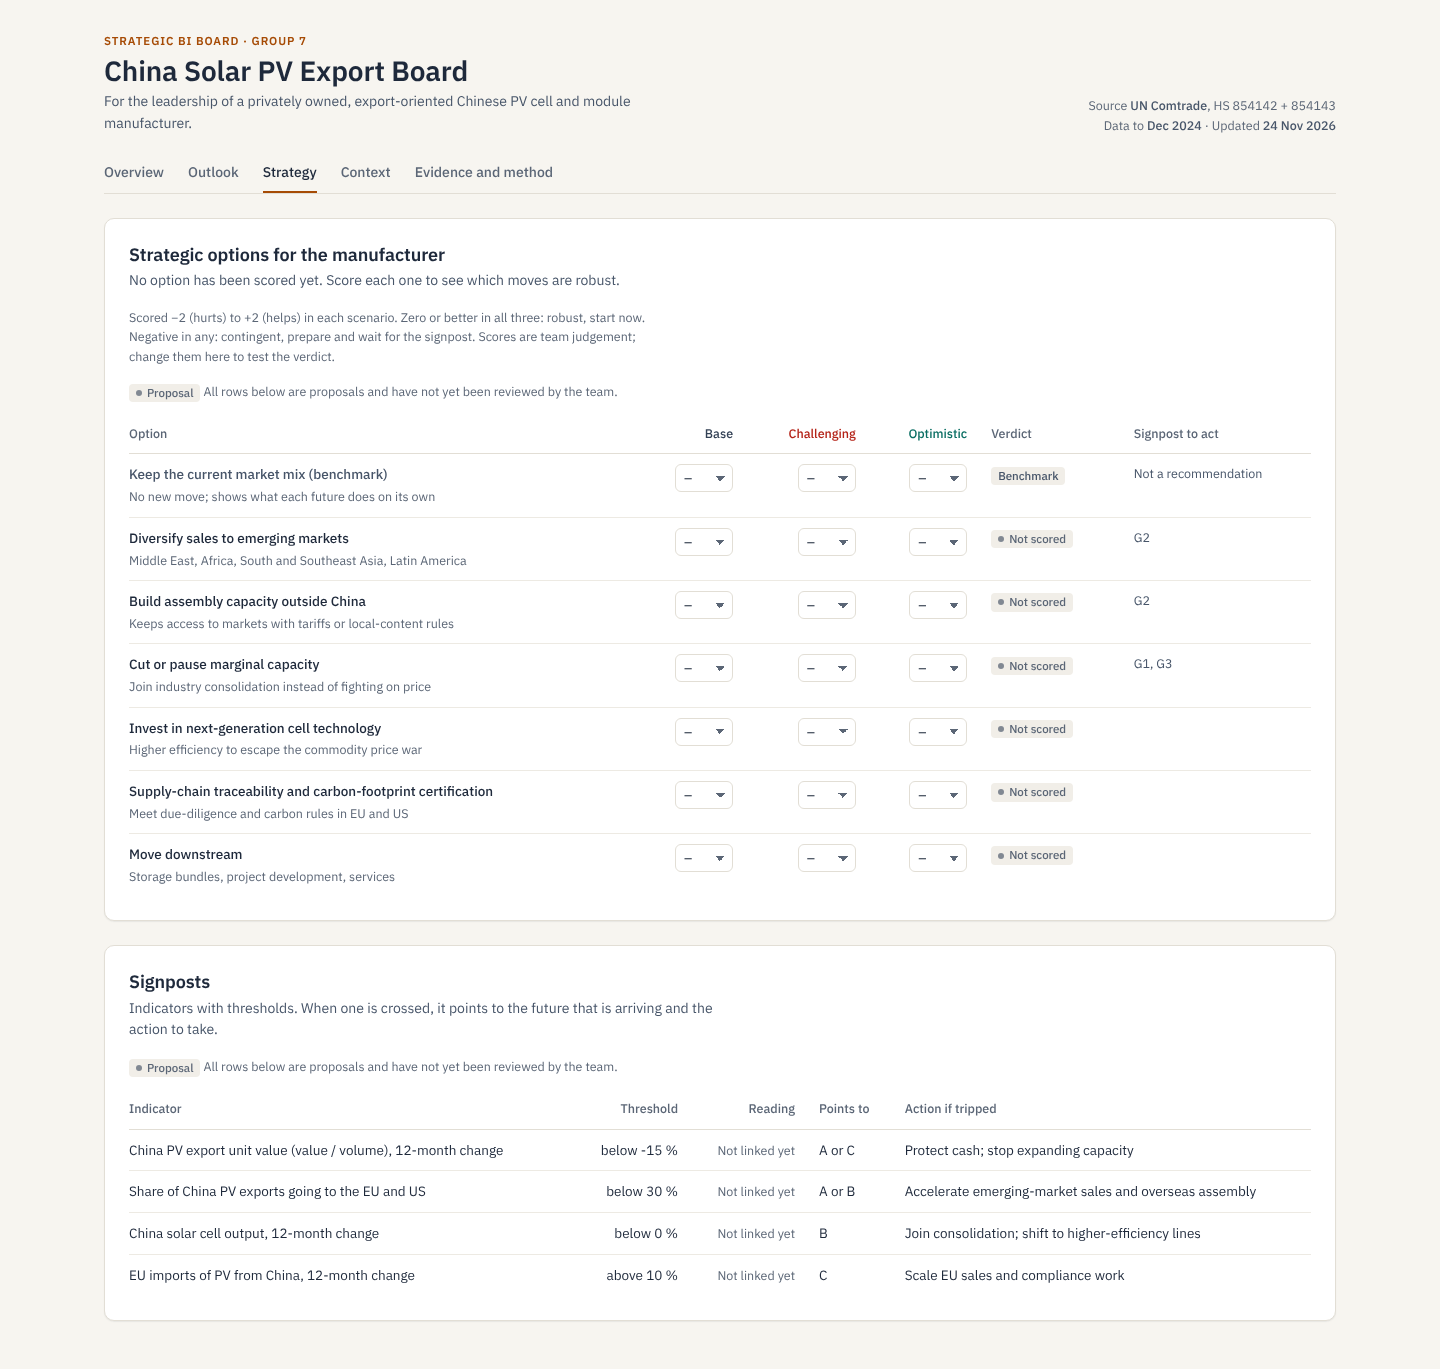 STRATEGIC BI BOARD · GROUP 7
China Solar PV Export Board
For the leadership of a privately owned, export-oriented Chinese PV cell and module
manufacturer.
Source UN Comtrade, HS 854142 + 854143
Data to Dec 2024 · Updated 24 Nov 2026
Overview Outlook Strategy Context Evidence and method
Strategic options for the manufacturer
No option has been scored yet. Score each one to see which moves are robust.
Scored −2 (hurts) to +2 (helps) in each scenario. Zero or better in all three: robust, start now.
Negative in any: contingent, prepare and wait for the signpost. Scores are team judgement;
change them here to test the verdict.
Proposal All rows below are proposals and have not yet been reviewed by the team.
Option Base Challenging Optimistic Verdict Signpost to act
Keep the current market mix (benchmark) – – – Benchmark Not a recommendation
No new move; shows what each future does on its own
Diversify sales to emerging markets – – – Not scored G2
Middle East, Africa, South and Southeast Asia, Latin America
Build assembly capacity outside China – – – Not scored G2
Keeps access to markets with tariffs or local-content rules
Cut or pause marginal capacity – – – Not scored G1, G3
Join industry consolidation instead of fighting on price
Invest in next-generation cell technology – – – Not scored
Higher efficiency to escape the commodity price war
Supply-chain traceability and carbon-footprint certification – – – Not scored
Meet due-diligence and carbon rules in EU and US
Move downstream – – – Not scored
Storage bundles, project development, services
Signposts
Indicators with thresholds. When one is crossed, it points to the future that is arriving and the
action to take.
Proposal All rows below are proposals and have not yet been reviewed by the team.
Indicator Threshold Reading Points to Action if tripped
China PV export unit value (value / volume), 12-month change below -15 % Not linked yet A or C Protect cash; stop expanding capacity
Share of China PV exports going to the EU and US below 30 % Not linked yet A or B Accelerate emerging-market sales and overseas assembly
China solar cell output, 12-month change below 0 % Not linked yet B Join consolidation; shift to higher-efficiency lines
EU imports of PV from China, 12-month change above 10 % Not linked yet C Scale EU sales and compliance work